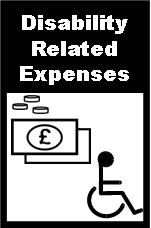 Disability
Related
Expenses
£